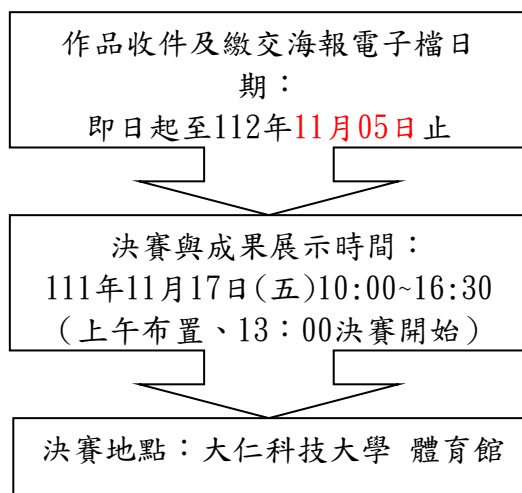 作品收件及繳交海報電子檔日
期：
即日起至112年11月05日止
決賽與成果展示時間：
111年11月17日(五)10:00~16:30
(上午布置、13：00決賽開始)
決賽地點：大仁科技大學 體育館